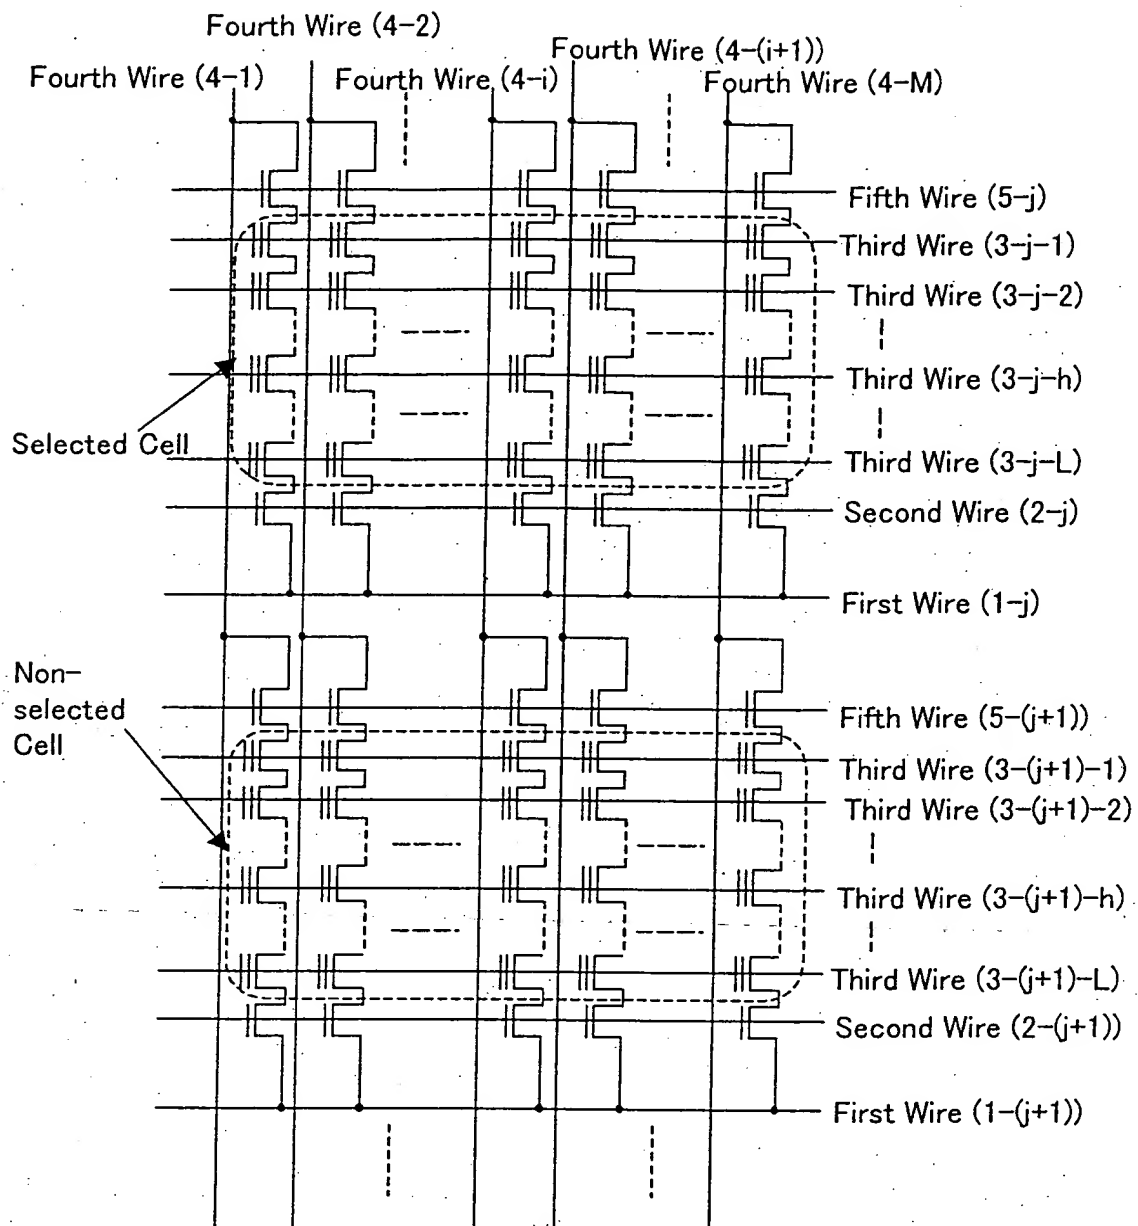 Fourth Wire (4-2)
Fourth Wire (4-(i+1))
Fourth Wire (4-1)
Fourth Wire (4-i)
Fourth Wire (4-M)
Fifth Wire (5-j)
Third Wire (3-j-1)
Third Wire (3-j-2)
Third Wire (3-j-h)
Selected Cell
Third Wire (3-j-L)
Second Wire (2-j)
First Wire (1-j)
Non-
selected
Cell
Fifth Wire (5-(j+1))
Third Wire (3-(j+1)-1)
Third Wire (3-(j+1)-2)
Third Wire (3-(j+1)-h)
Third Wire (3-(j+1)-L)
Second Wire (2-(j+1))
First Wire (1-(j+1))